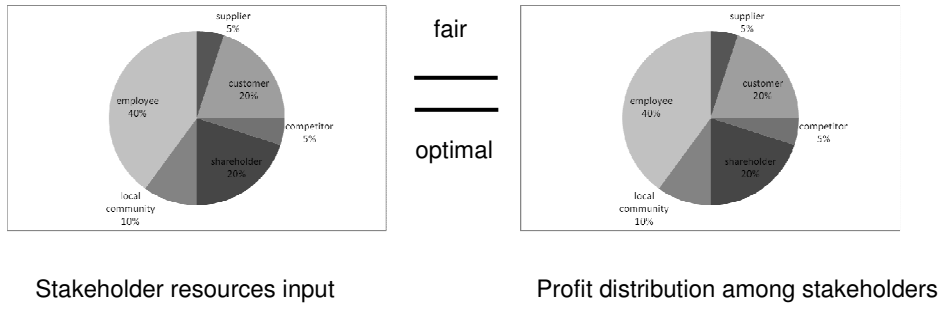 supplier
5%
customer
20%
competitor
5%
shareholder
20%
local
community
10%
employee
40%
fair
optimal
supplier
5%
customer
20%
competitor
5%
shareholder
20%
local
community
10%
employee
40%
Stakeholder resources input
Profit distribution among stakeholders